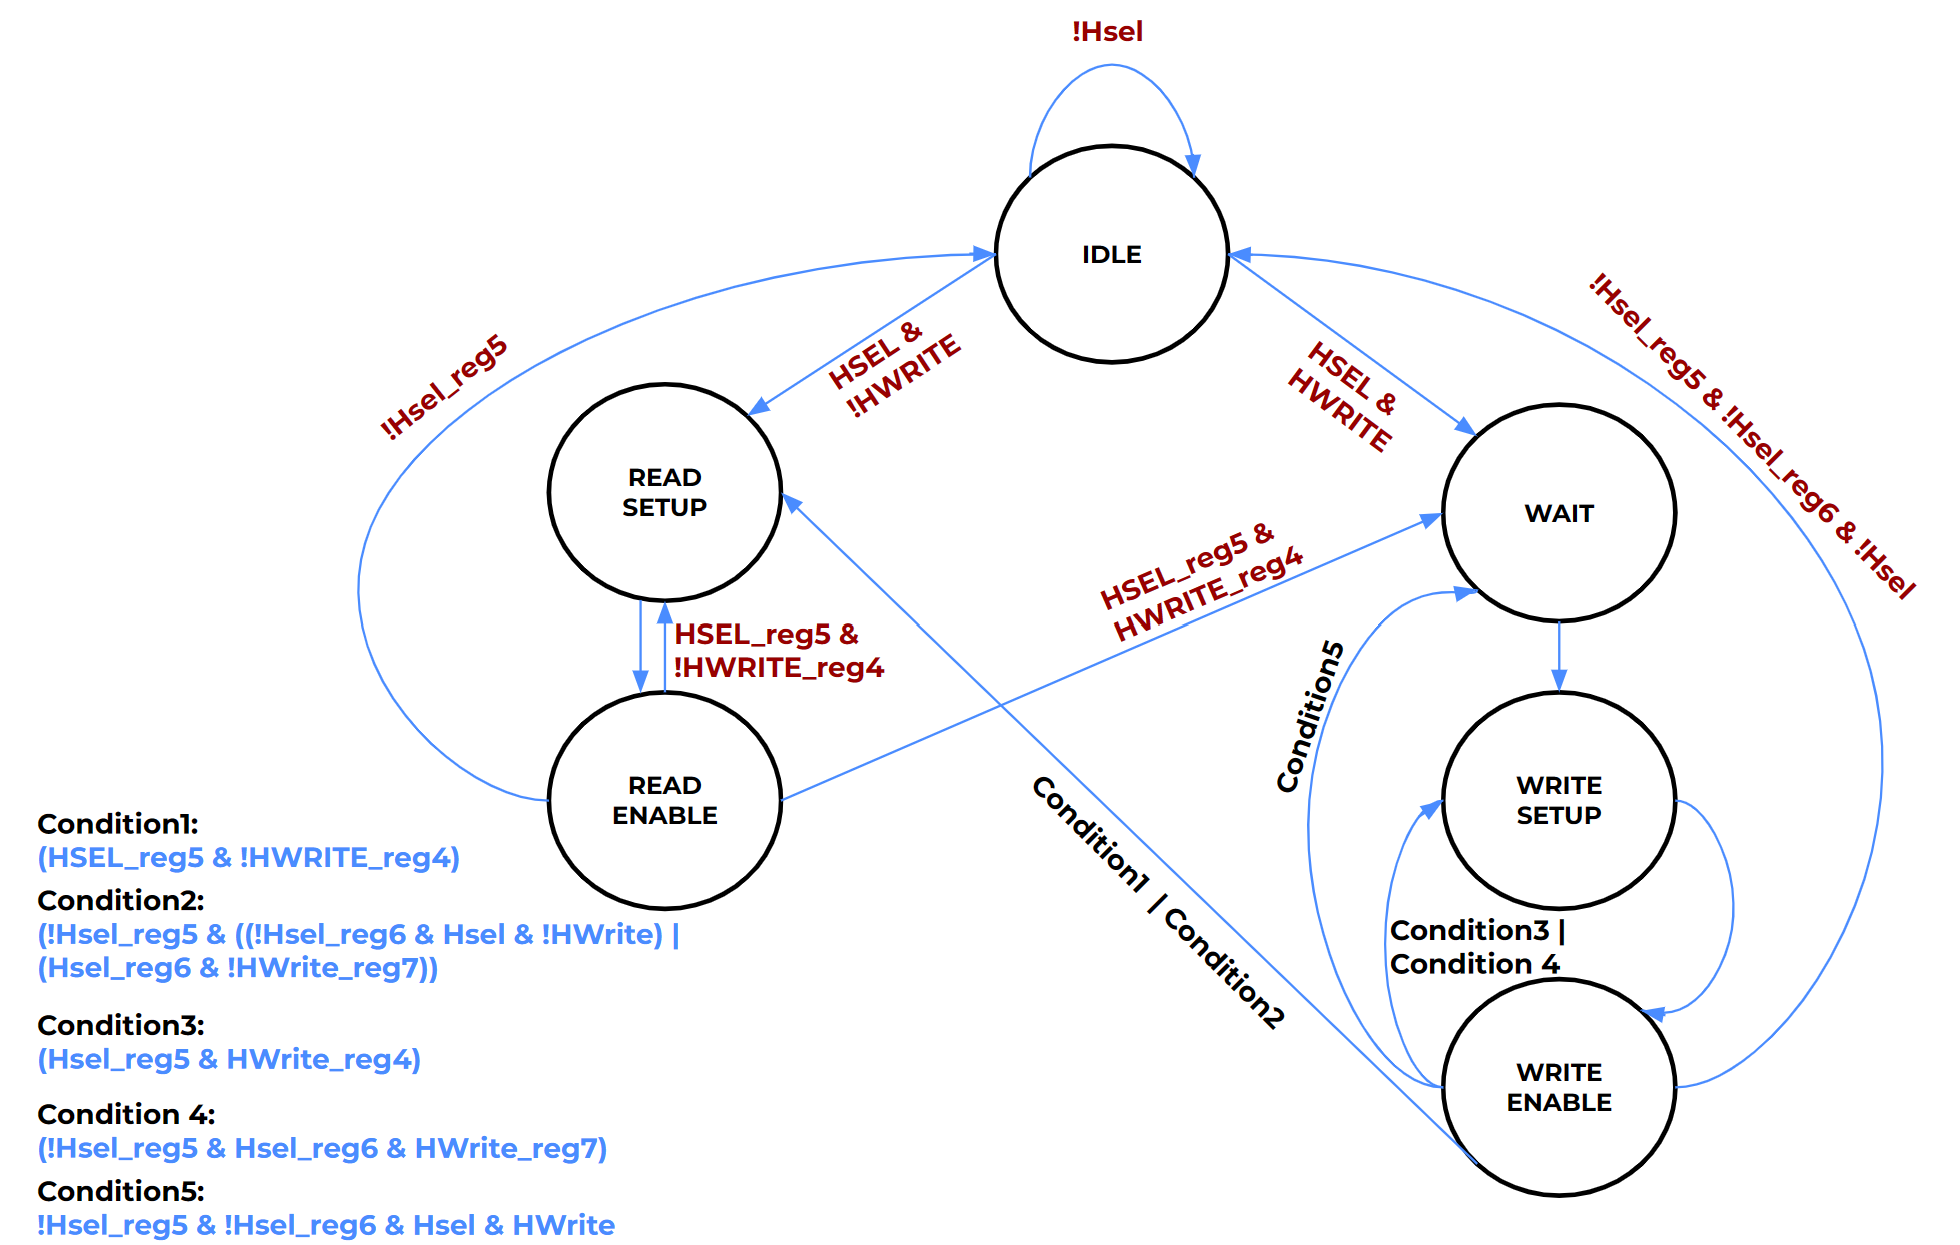 !Hsel
IDLE
!Hsel_reg5
HSEL &
!HWRITE
HSEL &
HWRITE
!Hsel_reg5 & !Hsel_reg6 & !Hsel
READ
SETUP
WAIT
HSEL_reg5 &
HWRITE_reg4
HSEL_reg5 &
!HWRITE_reg4
Condition5
READ
ENABLE
WRITE
SETUP
Condition1 | Condition2
Condition3 |
Condition 4
WRITE
ENABLE
Condition1:
(HSEL_reg5 & !HWRITE_reg4)
Condition2:
(!Hsel_reg5 & ((!Hsel_reg6 & Hsel & !HWrite) |
(Hsel_reg6 & !HWrite_reg7))
Condition3:
(Hsel_reg5 & HWrite_reg4)
Condition 4:
(!Hsel_reg5 & Hsel_reg6 & HWrite_reg7)
Condition5:
!Hsel_reg5 & !Hsel_reg6 & Hsel & HWrite